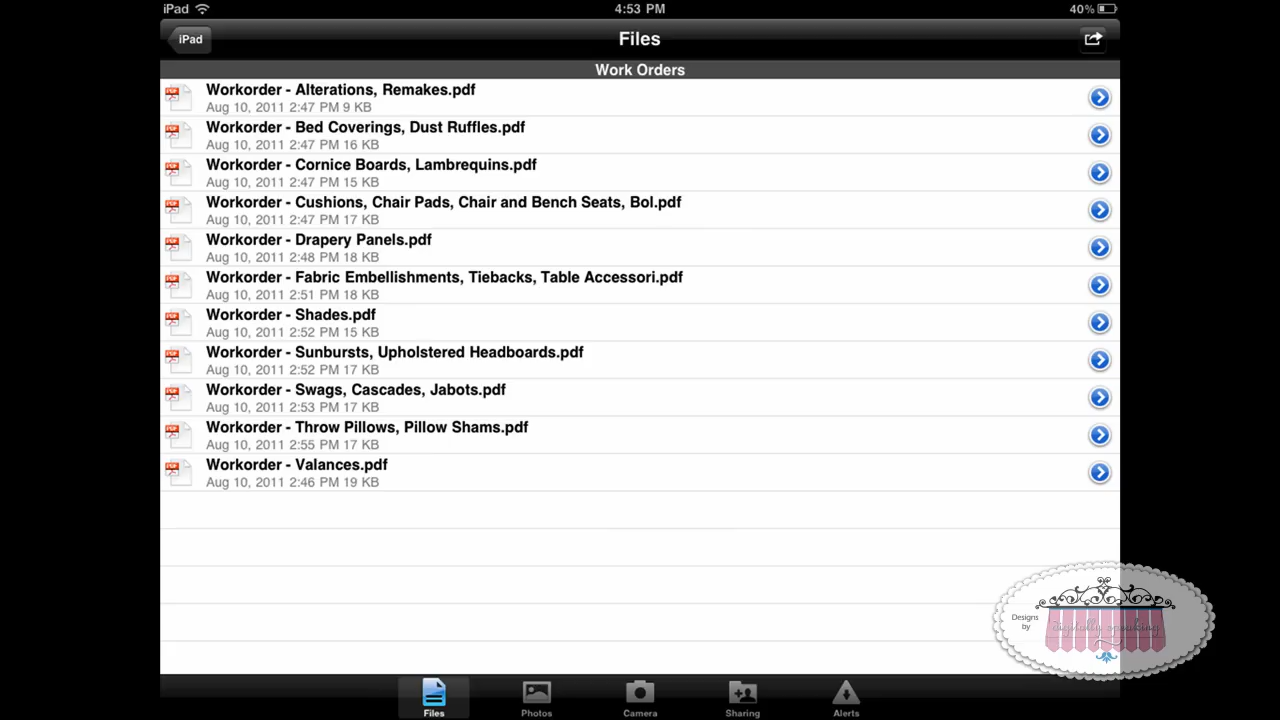 iPad
4:53 PM
40%
iPad
Files
Work Orders
Workorder - Alterations, Remakes.pdf
Aug 10, 2011 2:47 PM 9 KB
Workorder - Bed Coverings, Dust Ruffles.pdf
Aug 10, 2011 2:47 PM 16 KB
Workorder - Cornice Boards, Lambrequins.pdf
Aug 10, 2011 2:47 PM 15 KB
Workorder - Cushions, Chair Pads, Chair and Bench Seats, Bol.pdf
Aug 10, 2011 2:47 PM 17 KB
Workorder - Drapery Panels.pdf
Aug 10, 2011 2:48 PM 18 KB
Workorder - Fabric Embellishments, Tiebacks, Table Accessori.pdf
Aug 10, 2011 2:51 PM 18 KB
Workorder - Shades.pdf
Aug 10, 2011 2:52 PM 15 KB
Workorder - Sunbursts, Upholstered Headboards.pdf
Aug 10, 2011 2:52 PM 17 KB
Workorder - Swags, Cascades, Jabots.pdf
Aug 10, 2011 2:53 PM 17 KB
Workorder - Throw Pillows, Pillow Shams.pdf
Aug 10, 2011 2:55 PM 17 KB
Workorder - Valances.pdf
Aug 10, 2011 2:46 PM 19 KB
Designs
by
digitally speaking
Files
Photos
Camera
Sharing
Alerts